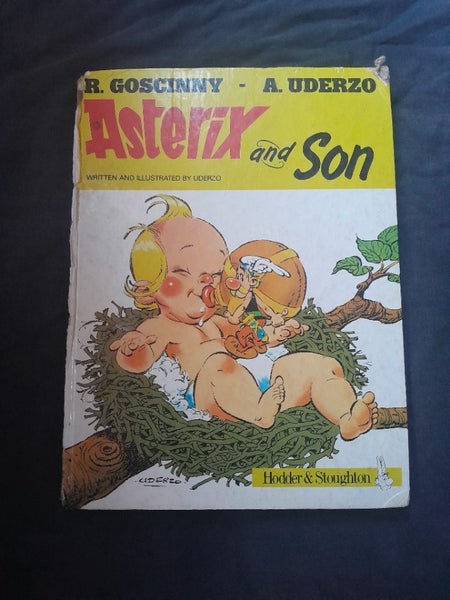 R. GOSCINNY - A. UDERZO
Asterix and Son
WRITTEN AND ILLUSTRATED BY UDERZO
UDERZO
Hodder & Stoughton